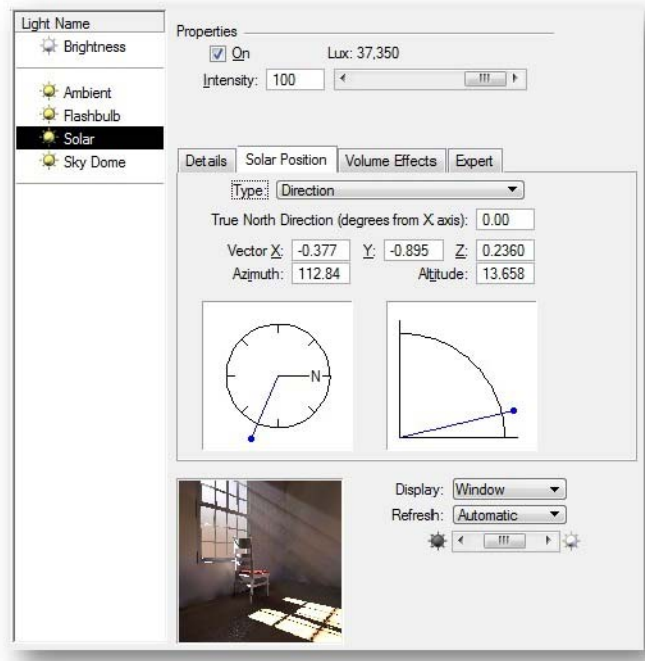 Light Name
Brightness
Ambient
Flashbulb
Solar
Sky Dome
Properties
On
Lux: 37,350
Intensity: 100
Details
Solar Position
Volume Effects
Expert
Type: Direction
True North Direction (degrees from X axis): 0.00
Vector X: -0.377 Y: -0.895 Z: 0.2360
Azimuth: 112.84 Altitude: 13.658
N
Display: Window
Refresh: Automatic